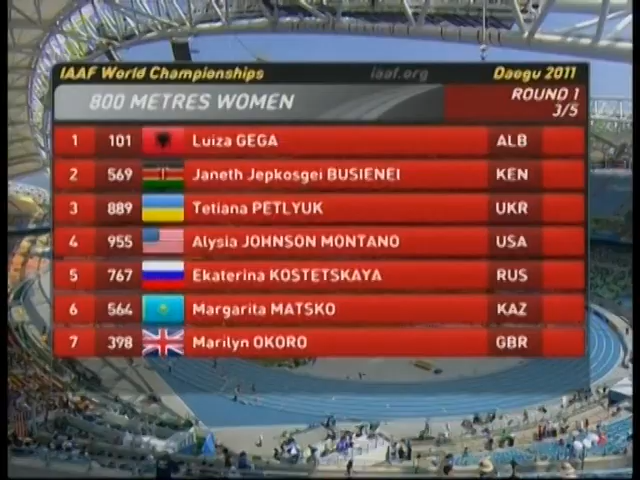 IAAF World Championships iaaf.org Daegu 2011
800 METRES WOMEN ROUND 1
3/5
1 101 Luiza GEGA ALB
2 569 Janeth Jepkosgei BUSIENEI KEN
3 889 Tetiana PETLYUK UKR
4 955 Alysia JOHNSON MONTANO USA
5 767 Ekaterina KOSTETSKAYA RUS
6 564 Margarita MATSKO KAZ
7 398 Marilyn OKORO GBR